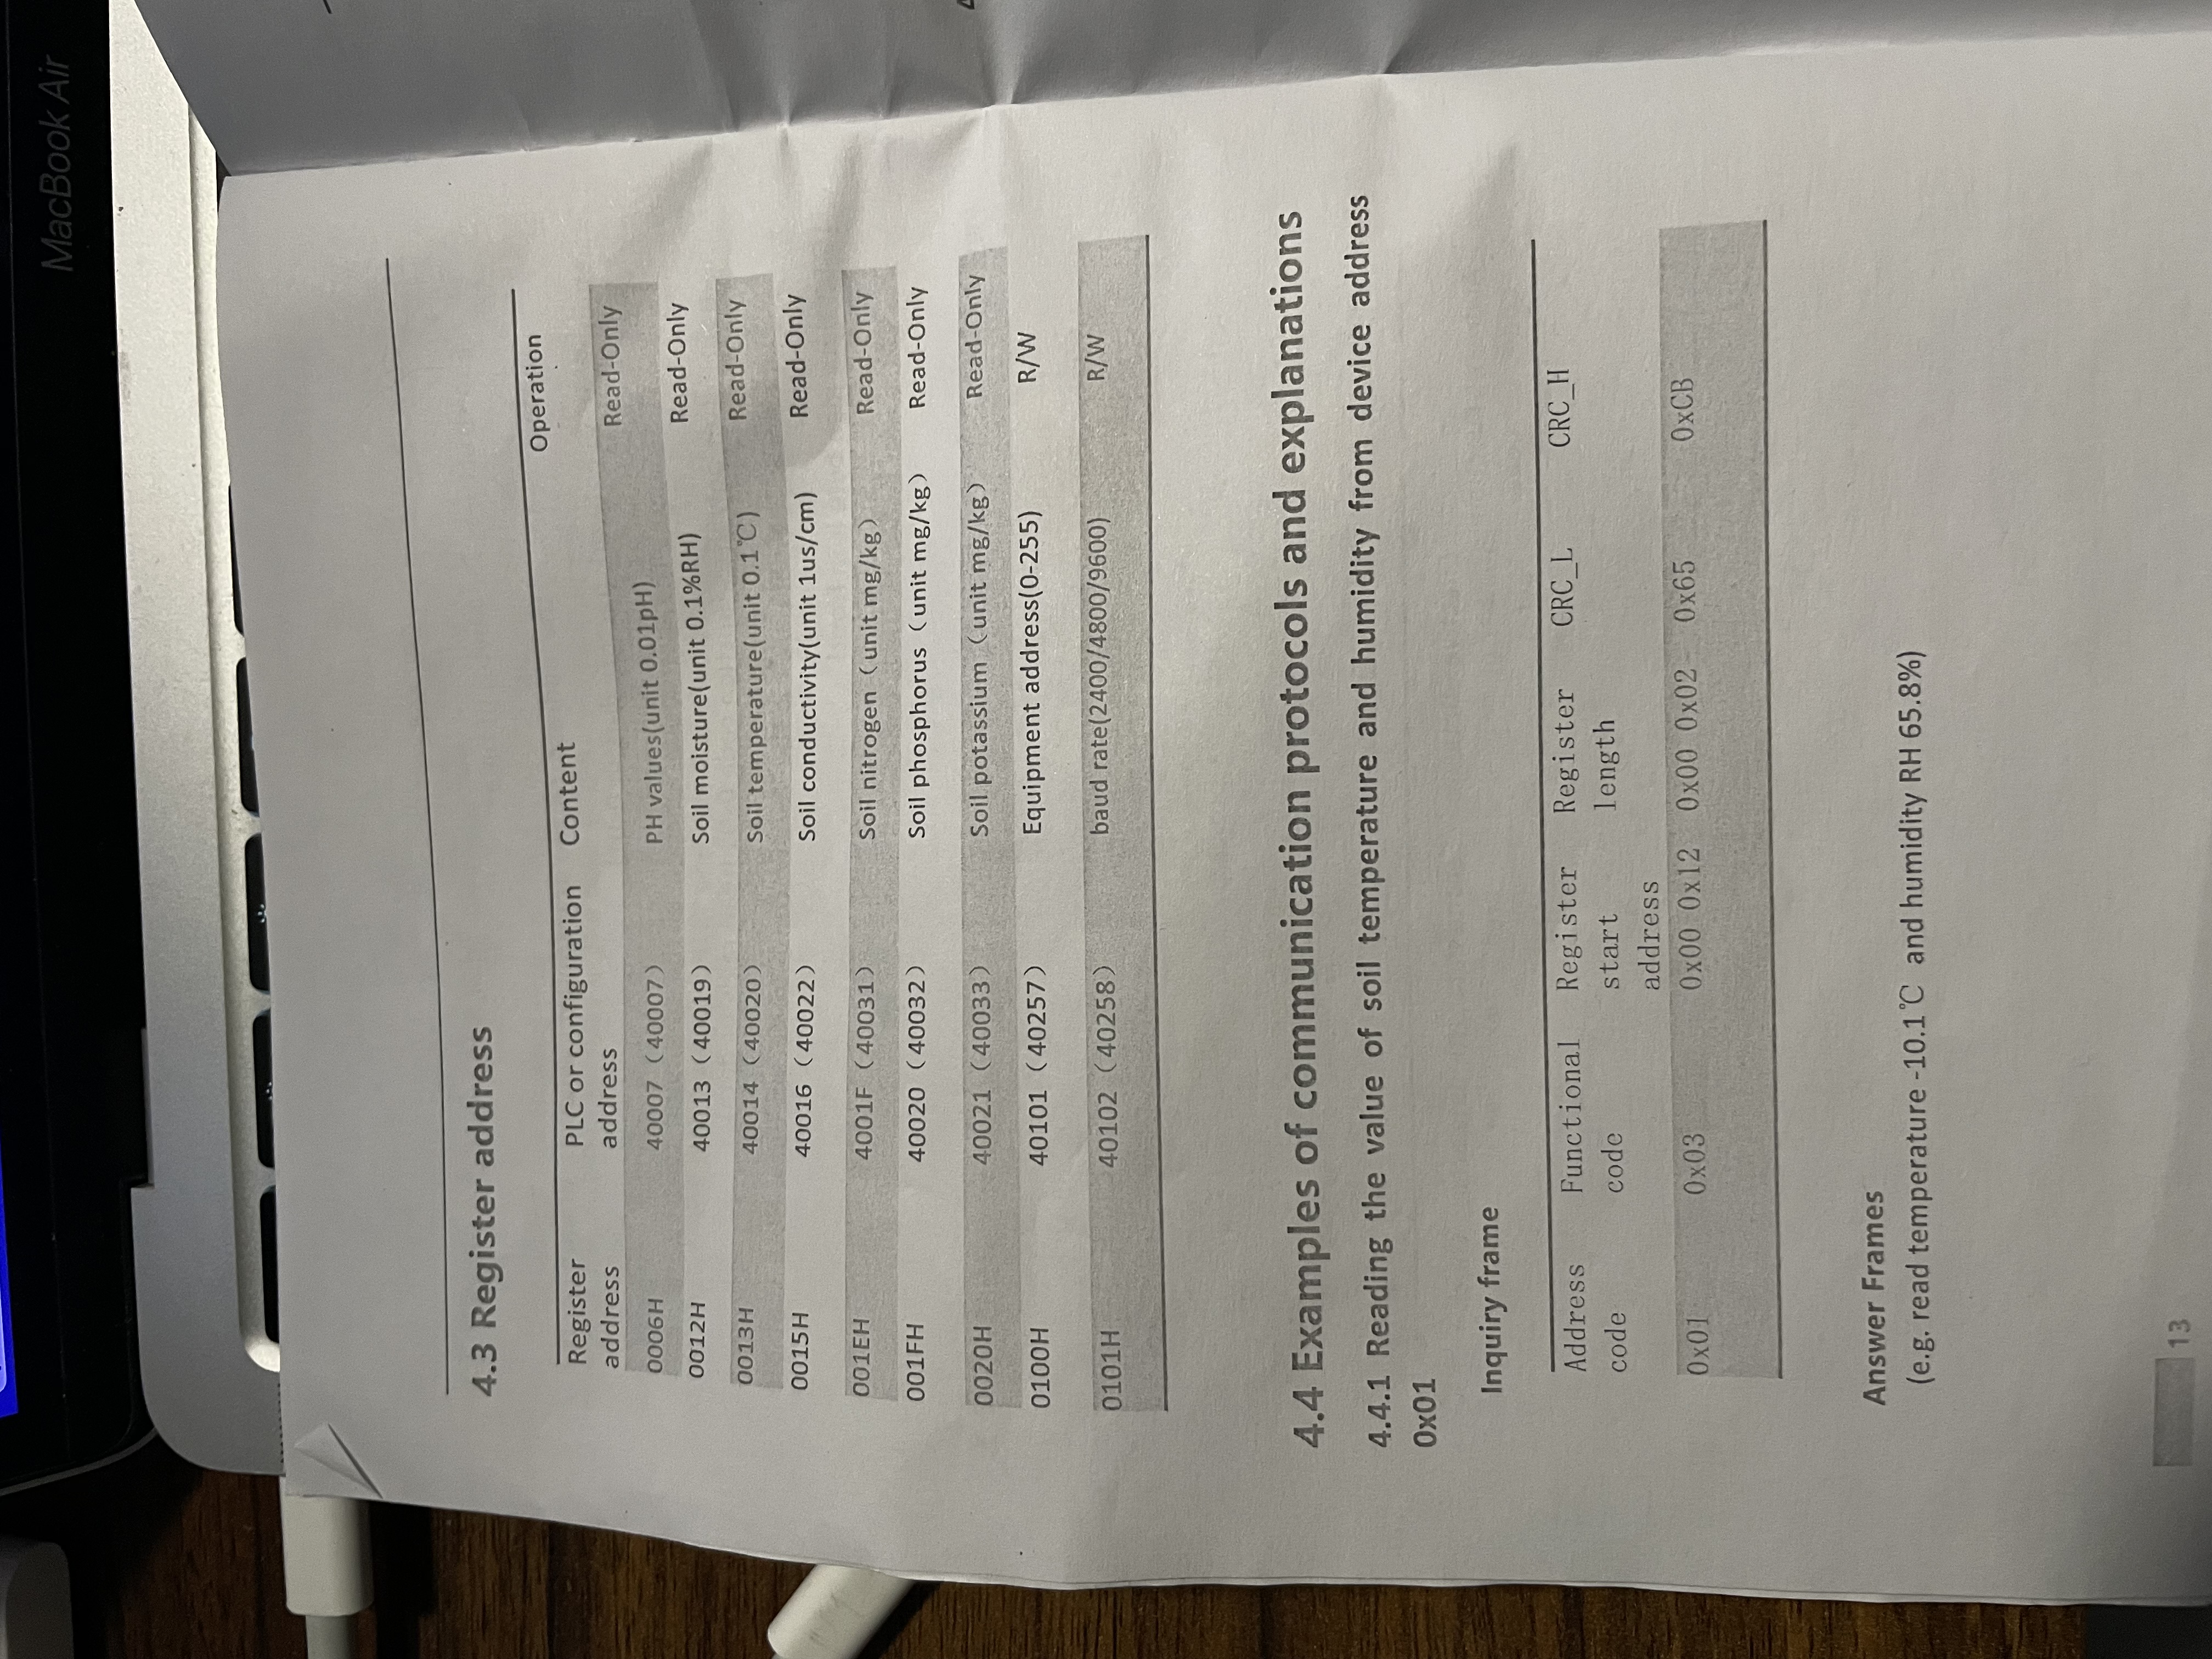 MacBook Air
4.3 Register address
Register address PLC or configuration address Content Operation
0006H 40007（40007） PH values(unit 0.01pH) Read-Only
0012H 40013（40019） Soil moisture(unit 0.1%RH) Read-Only
0013H 40014（40020） Soil temperature(unit 0.1℃) Read-Only
0015H 40016（40022） Soil conductivity(unit 1us/cm) Read-Only
001EH 4001F（40031） Soil nitrogen（unit mg/kg） Read-Only
001FH 40020（40032） Soil phosphorus（unit mg/kg） Read-Only
0020H 40021（40033） Soil potassium（unit mg/kg） Read-Only
0100H 40101（40257） Equipment address(0-255) R/W
0101H 40102（40258） baud rate(2400/4800/9600) R/W
4.4 Examples of communication protocols and explanations
4.4.1 Reading the value of soil temperature and humidity from device address
0x01
Inquiry frame
Address code Functional code Register start address Register length CRC_L CRC_H
0x01 0x03 0x00 0x12 0x00 0x02 0x65 0xCB
Answer Frames
(e.g. read temperature -10.1℃ and humidity RH 65.8%)
13